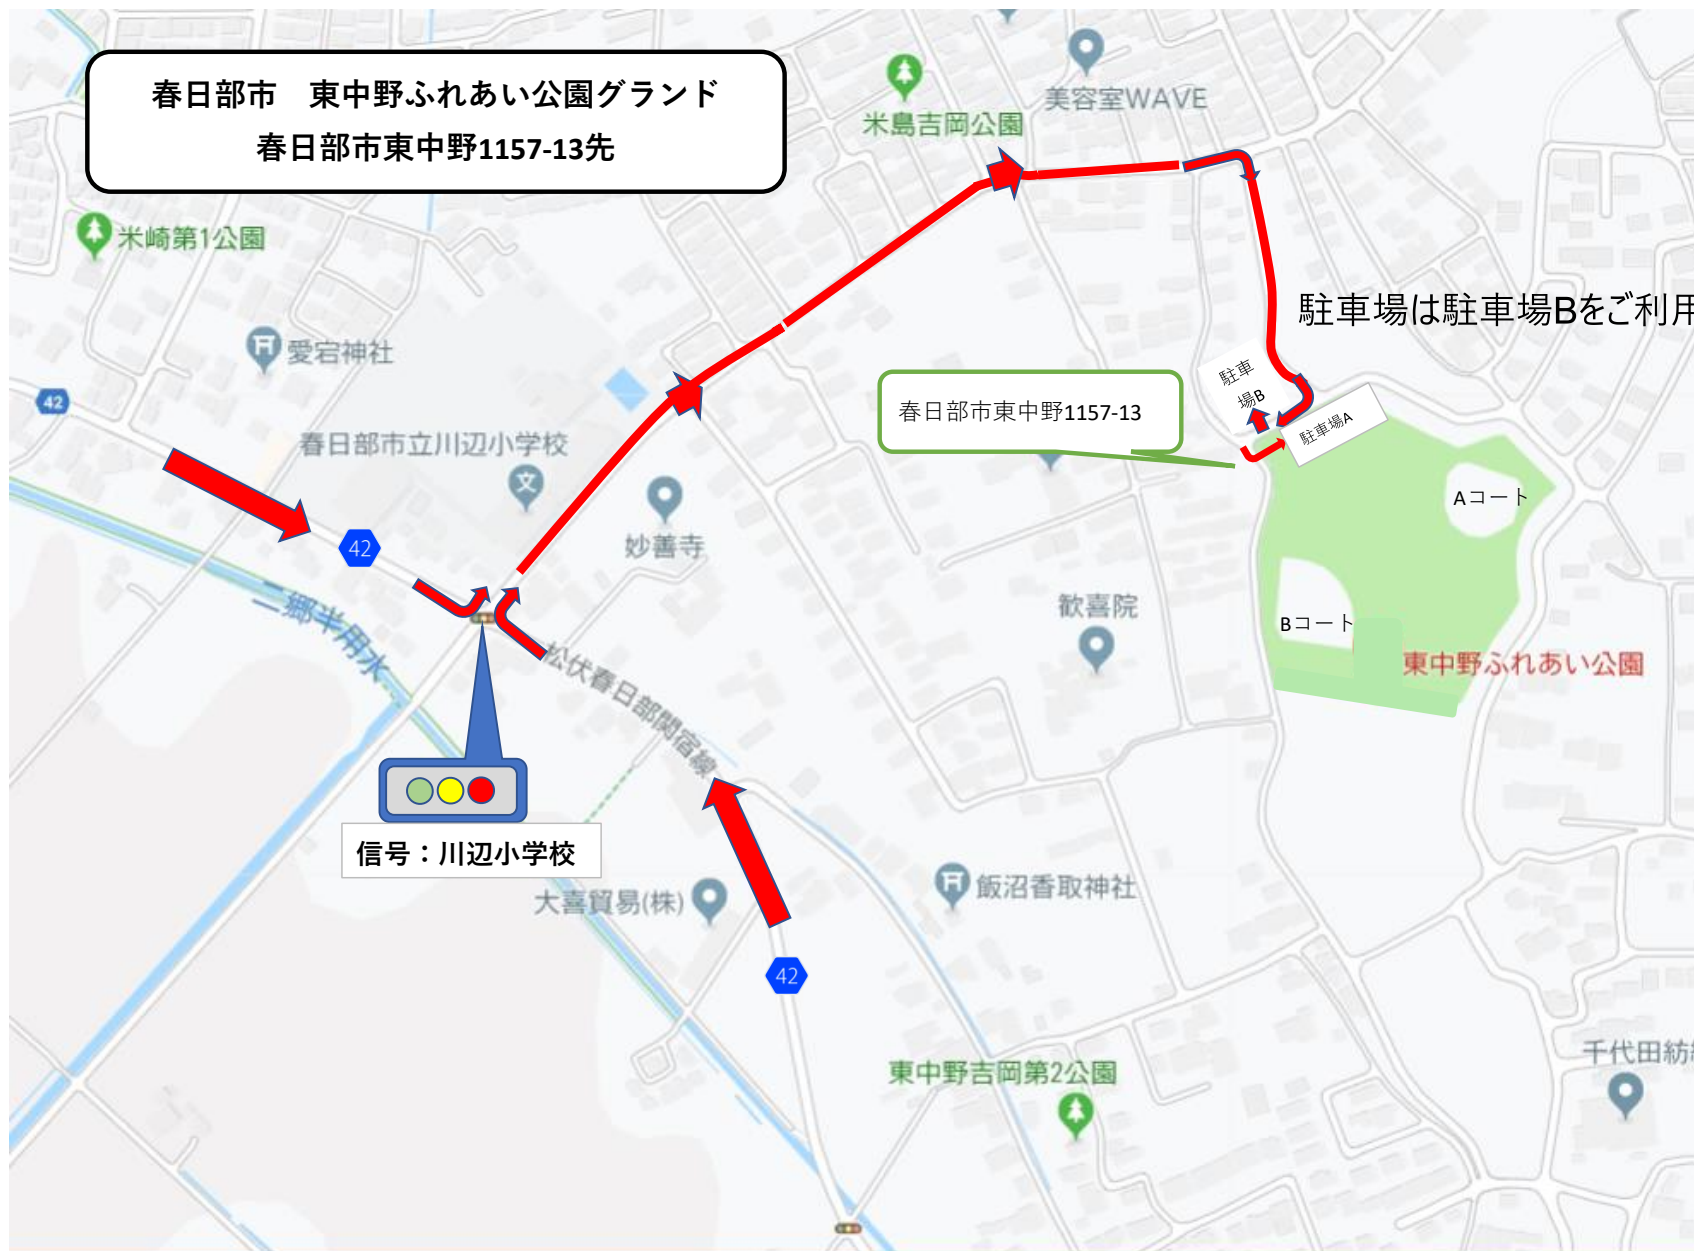 春日部市　東中野ふれあい公園グランド
春日部市東中野1157-13先
美容室WAVE
米島吉岡公園
米崎第1公園
駐車場は駐車場Bをご利用
愛宕神社
駐車
場B
42
春日部市東中野1157-13
駐車場A
春日部市立川辺小学校
文
Aコート
42
妙善寺
二郷半用水
歓喜院
Bコート
東中野ふれあい公園
松伏春日部関宿線
信号：川辺小学校
大喜貿易(株)
飯沼香取神社
42
千代田紡
東中野吉岡第2公園